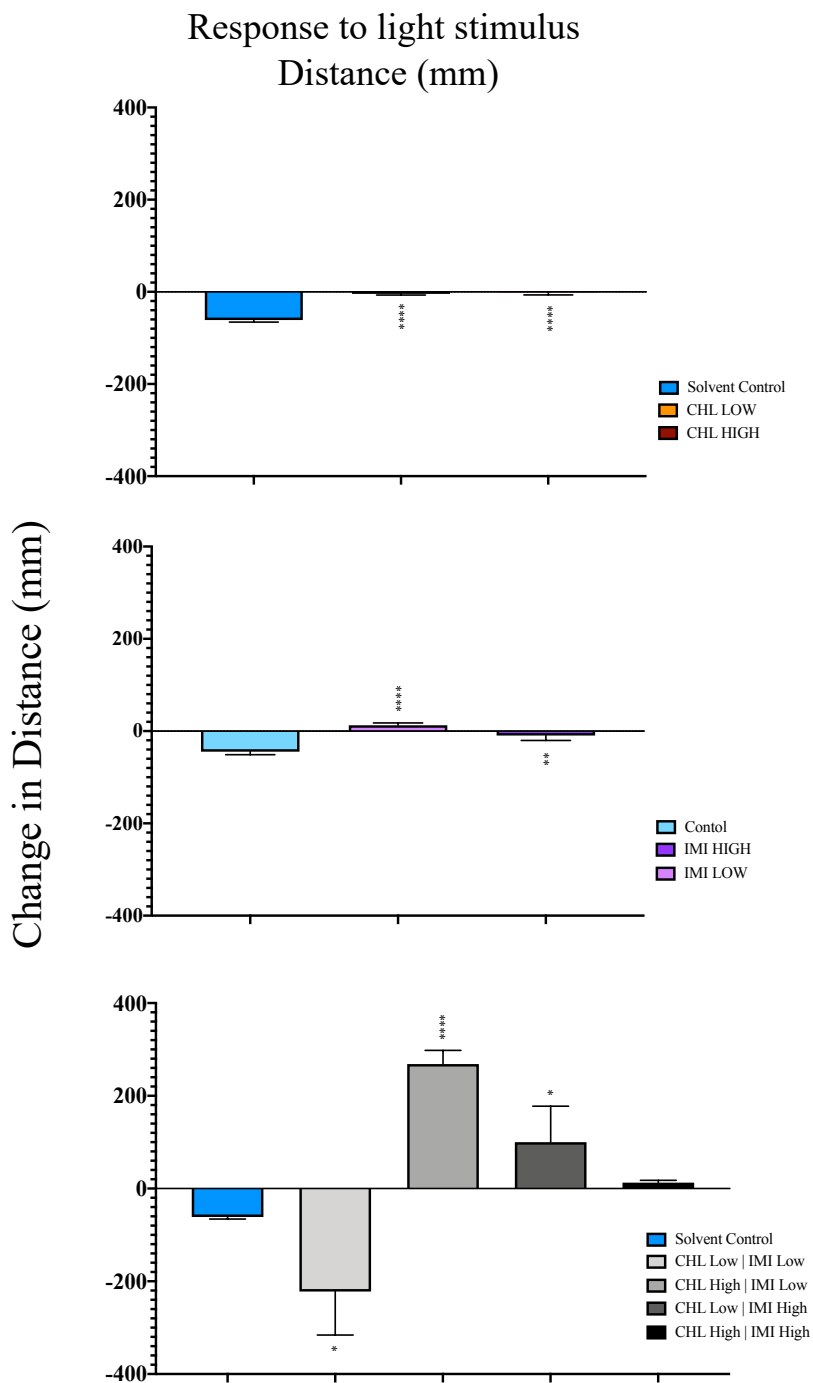 Response to light stimulus
Distance (mm)
Change in Distance (mm)
400
200
0
-200
-400
****
****
Solvent Control
CHL LOW
CHL HIGH
400
200
0
-200
-400
****
**
Contol
IMI HIGH
IMI LOW
400
200
0
-200
-400
*
****
*
Solvent Control
CHL Low | IMI Low
CHL High | IMI Low
CHL Low | IMI High
CHL High | IMI High